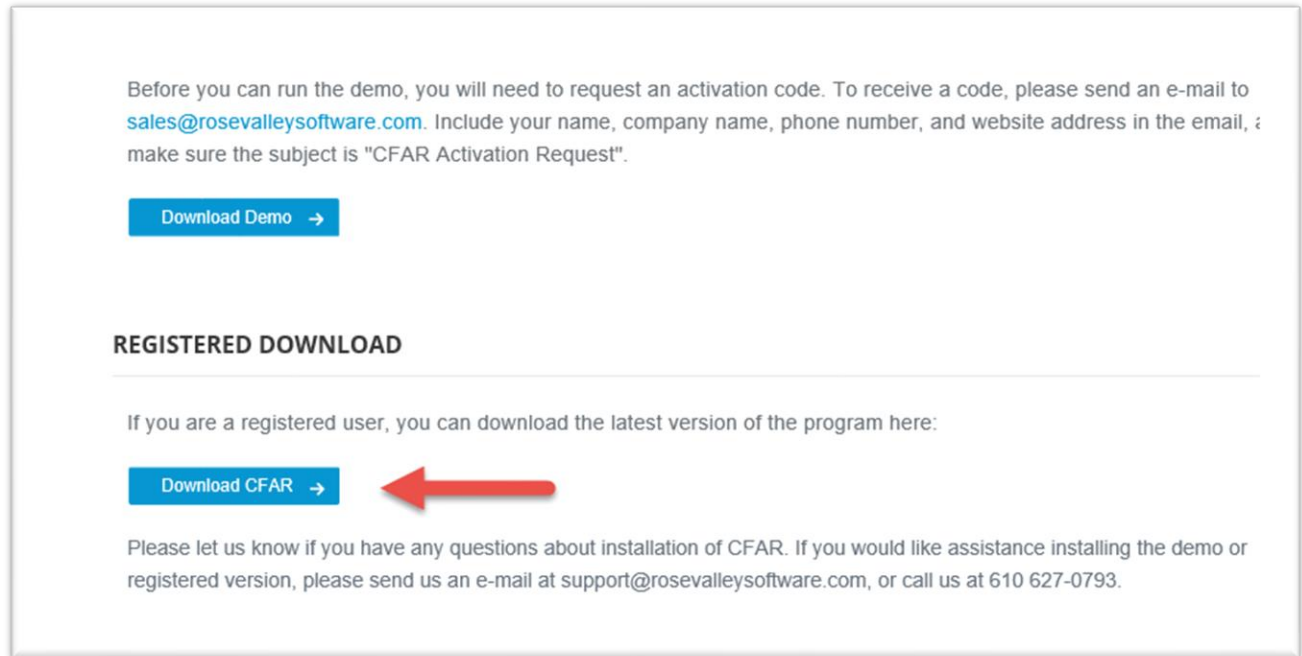 Before you can run the demo, you will need to request an activation code. To receive a code, please send an e-mail to
sales@rosevalleysoftware.com. Include your name, company name, phone number, and website address in the email,
make sure the subject is "CFAR Activation Request".
Download Demo →
REGISTERED DOWNLOAD
If you are a registered user, you can download the latest version of the program here:
Download CFAR →
Please let us know if you have any questions about installation of CFAR. If you would like assistance installing the demo or
registered version, please send us an e-mail at support@rosevalleysoftware.com, or call us at 610 627-0793.